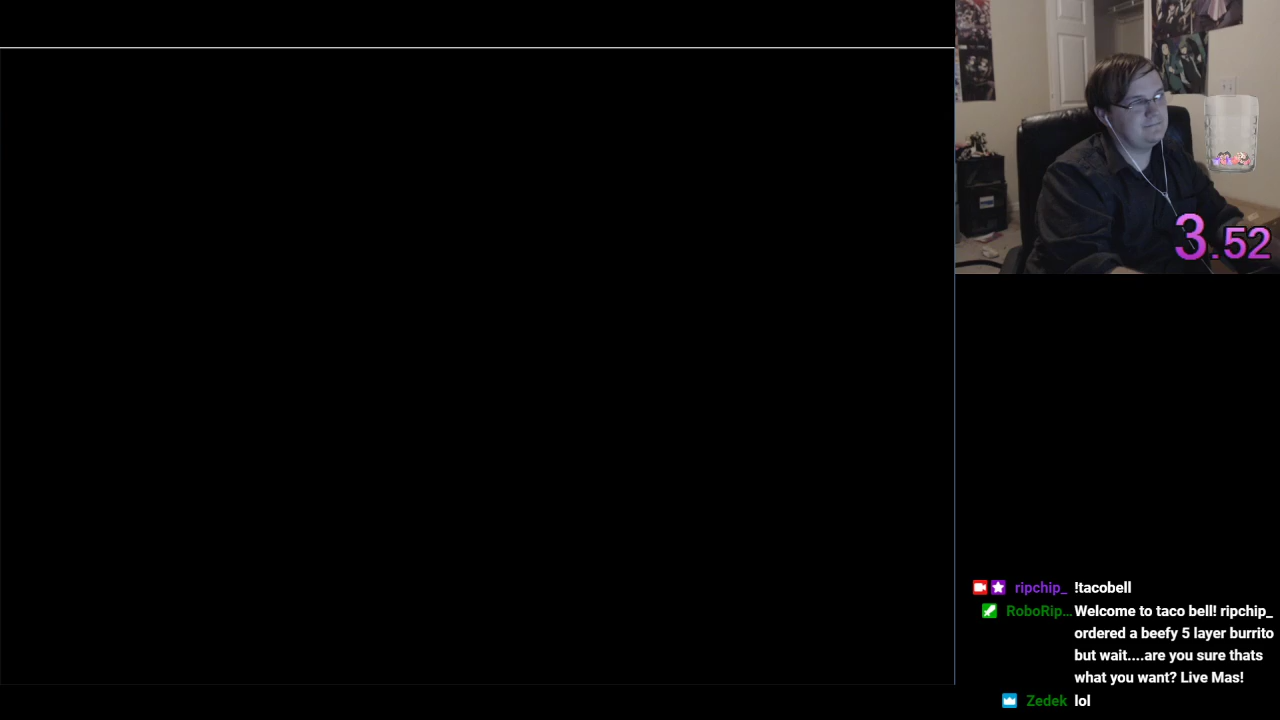 3.52
ripchip_ !tacobell
RoboRip... Welcome to taco bell! ripchip_
ordered a beefy 5 layer burrito
but wait....are you sure thats
what you want? Live Mas!
Zedek lol